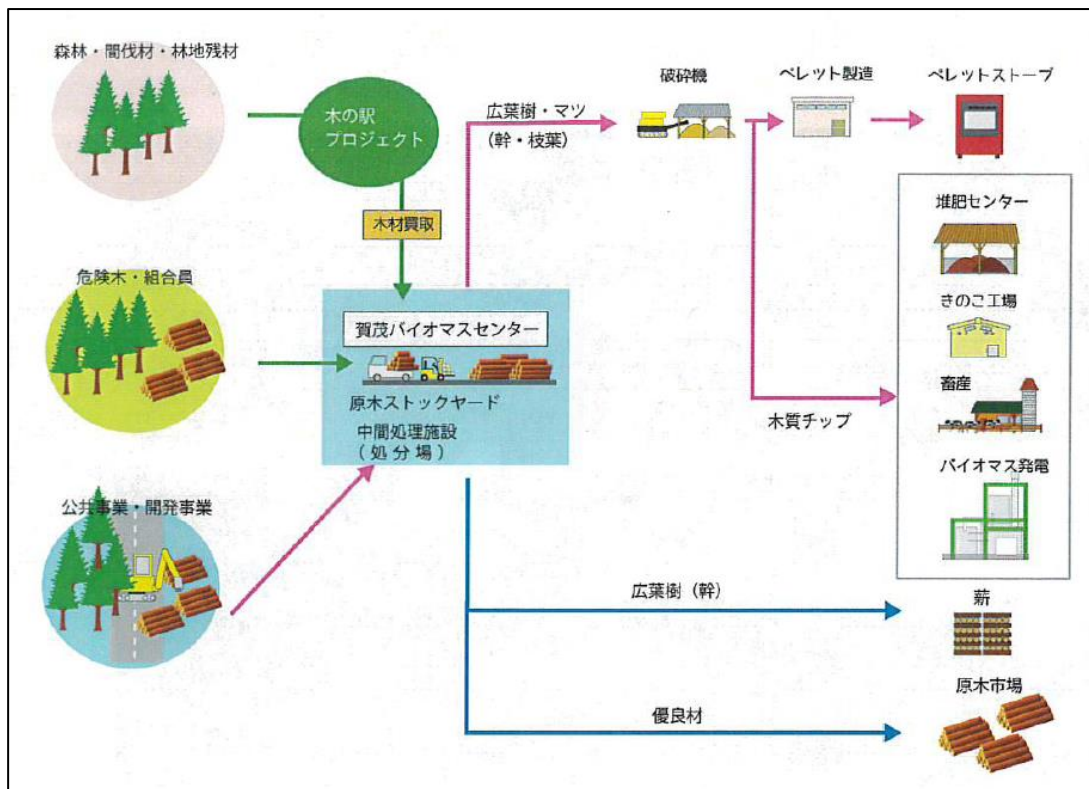 森林・間伐材・林地残材
木の駅
プロジェクト
木材買取
危険木・組合員
公共事業・開発事業
賀茂バイオマスセンター
原木ストックヤード
中間処理施設
(処分場)
広葉樹・マツ
(幹・枝葉)
破砕機
ペレット製造
ペレットストーブ
木質チップ
堆肥センター
きのこ工場
畜産
バイオマス発電
広葉樹(幹)
薪
優良材
原木市場